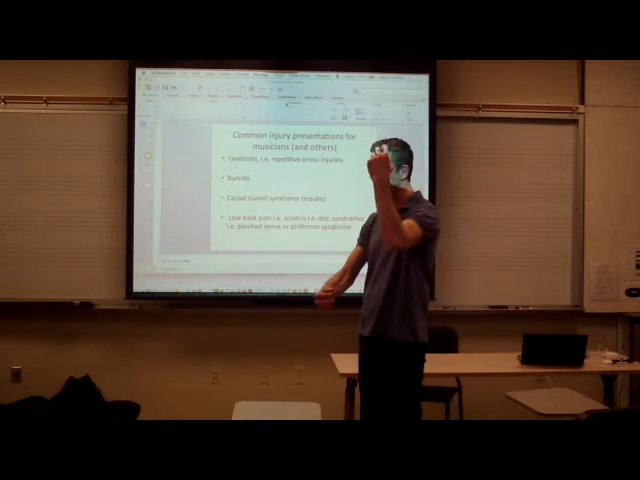 Common injury presentations for
musicians (and others)
• Tendinitis, i.e. repetitive stress injuries
• Bursitis
• Carpal tunnel syndrome (maybe)
• Low back pain i.e. sciatica i.e. disc syndromes
i.e. pinched nerve or piriformis syndrome